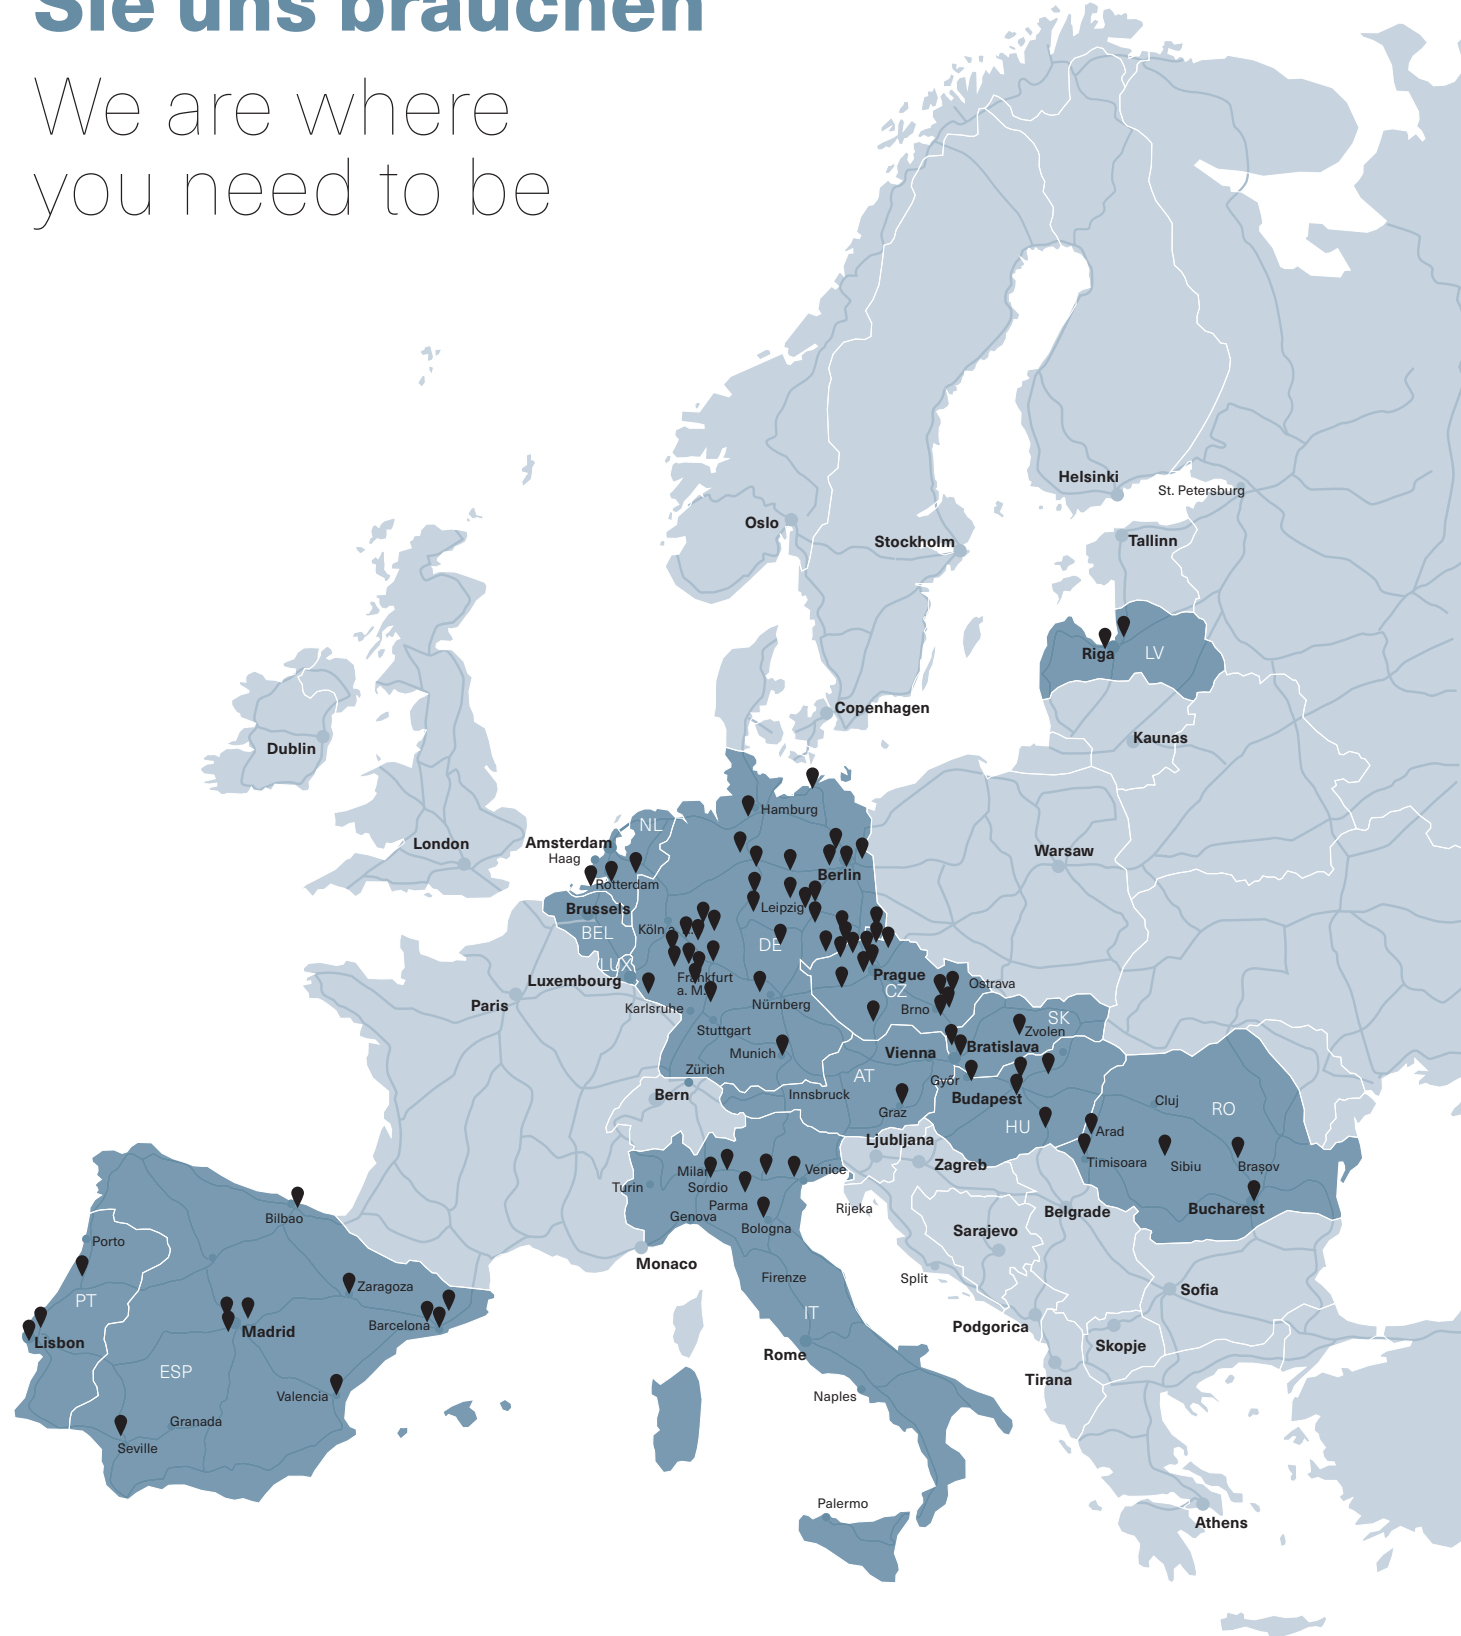 Sie uns brauchen
We are where
you need to be
Helsinki
St. Petersburg
Oslo
Stockholm
Tallinn
Riga
LV
Copenhagen
Kaunas
Dublin
Hamburg
NL
London
Amsterdam
Haag
Warsaw
Rotterdam
Berlin
Brussels
Leipzig
BEL
Köln a.
DE
LUX
Luxembourg
Frankfurt
a. M.
Prague
CZ
Ostrava
Paris
Karlsruhe
Nürnberg
Brno
SK
Stuttgart
Zvolen
Munich
Vienna
Bratislava
Zürich
AT
Győr
Bern
Innsbruck
Budapest
Graz
HU
Cluj
RO
Arad
Ljubljana
Zagreb
Timisoara
Sibiu
Brașov
Milan
Venice
Turin
Sordio
Parma
Genova
Bologna
Rijeka
Belgrade
Bucharest
Bilbao
Sarajevo
Porto
Monaco
Firenze
Split
Sofia
Zaragoza
PT
IT
Barcelona
Madrid
Lisbon
Podgorica
Skopje
Rome
Tirana
ESP
Valencia
Naples
Granada
Seville
Palermo
Athens